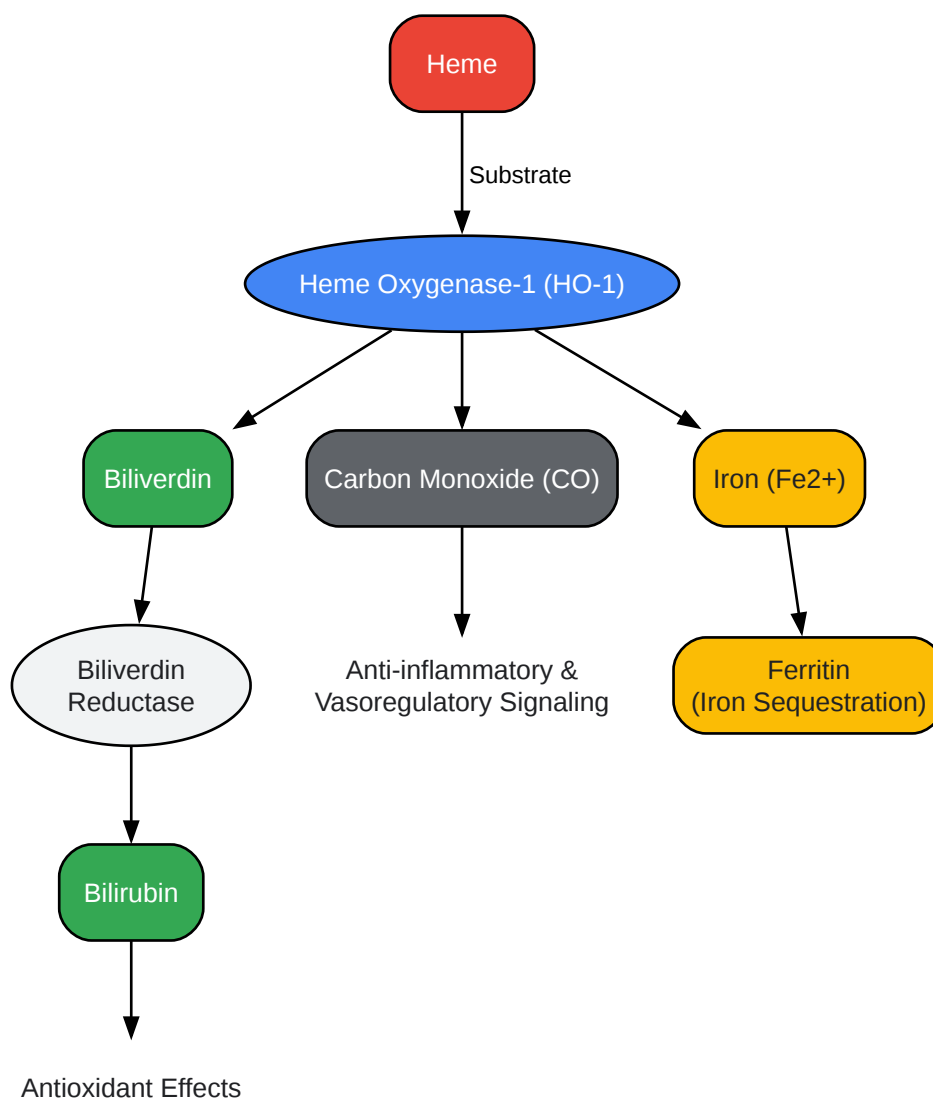 Heme
Substrate
Heme Oxygenase-1 (HO-1)
Biliverdin
Carbon Monoxide (CO)
Iron (Fe2+)
Biliverdin
Reductase
Anti-inflammatory &
Vasoregulatory Signaling
Ferritin
(Iron Sequestration)
Bilirubin
Antioxidant Effects